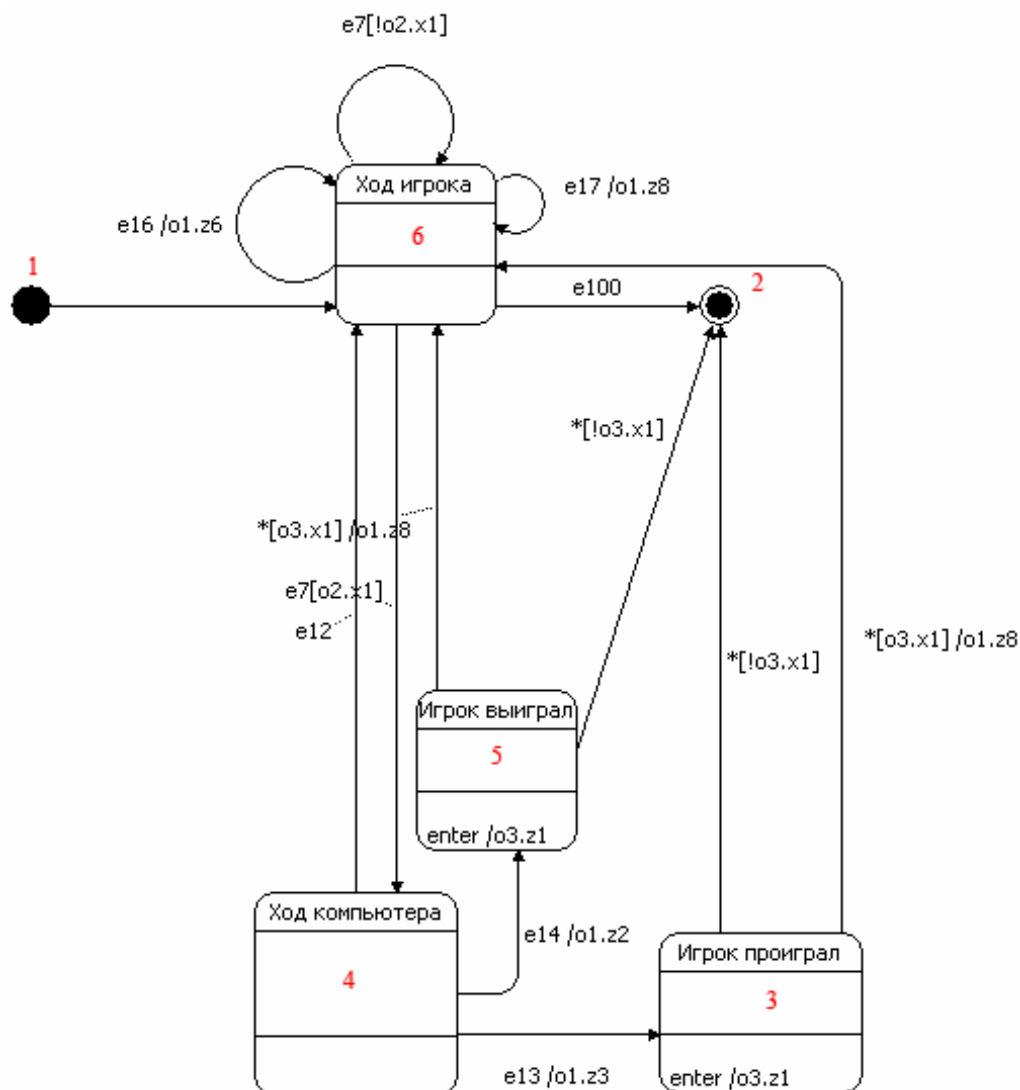 e7[!o2.x1]
Ход игрока
e17 /o1.z8
e16 /o1.z6
6
1
2
e100
*[!o3.x1]
*[o3.x1] /o1.z8
e7[o2.x1]
e12
*[o3.x1] /o1.z8
*[!o3.x1]
Игрок выиграл
5
enter /o3.z1
Ход компьютера
e14 /o1.z2
Игрок проиграл
4
3
e13 /o1.z3
enter /o3.z1